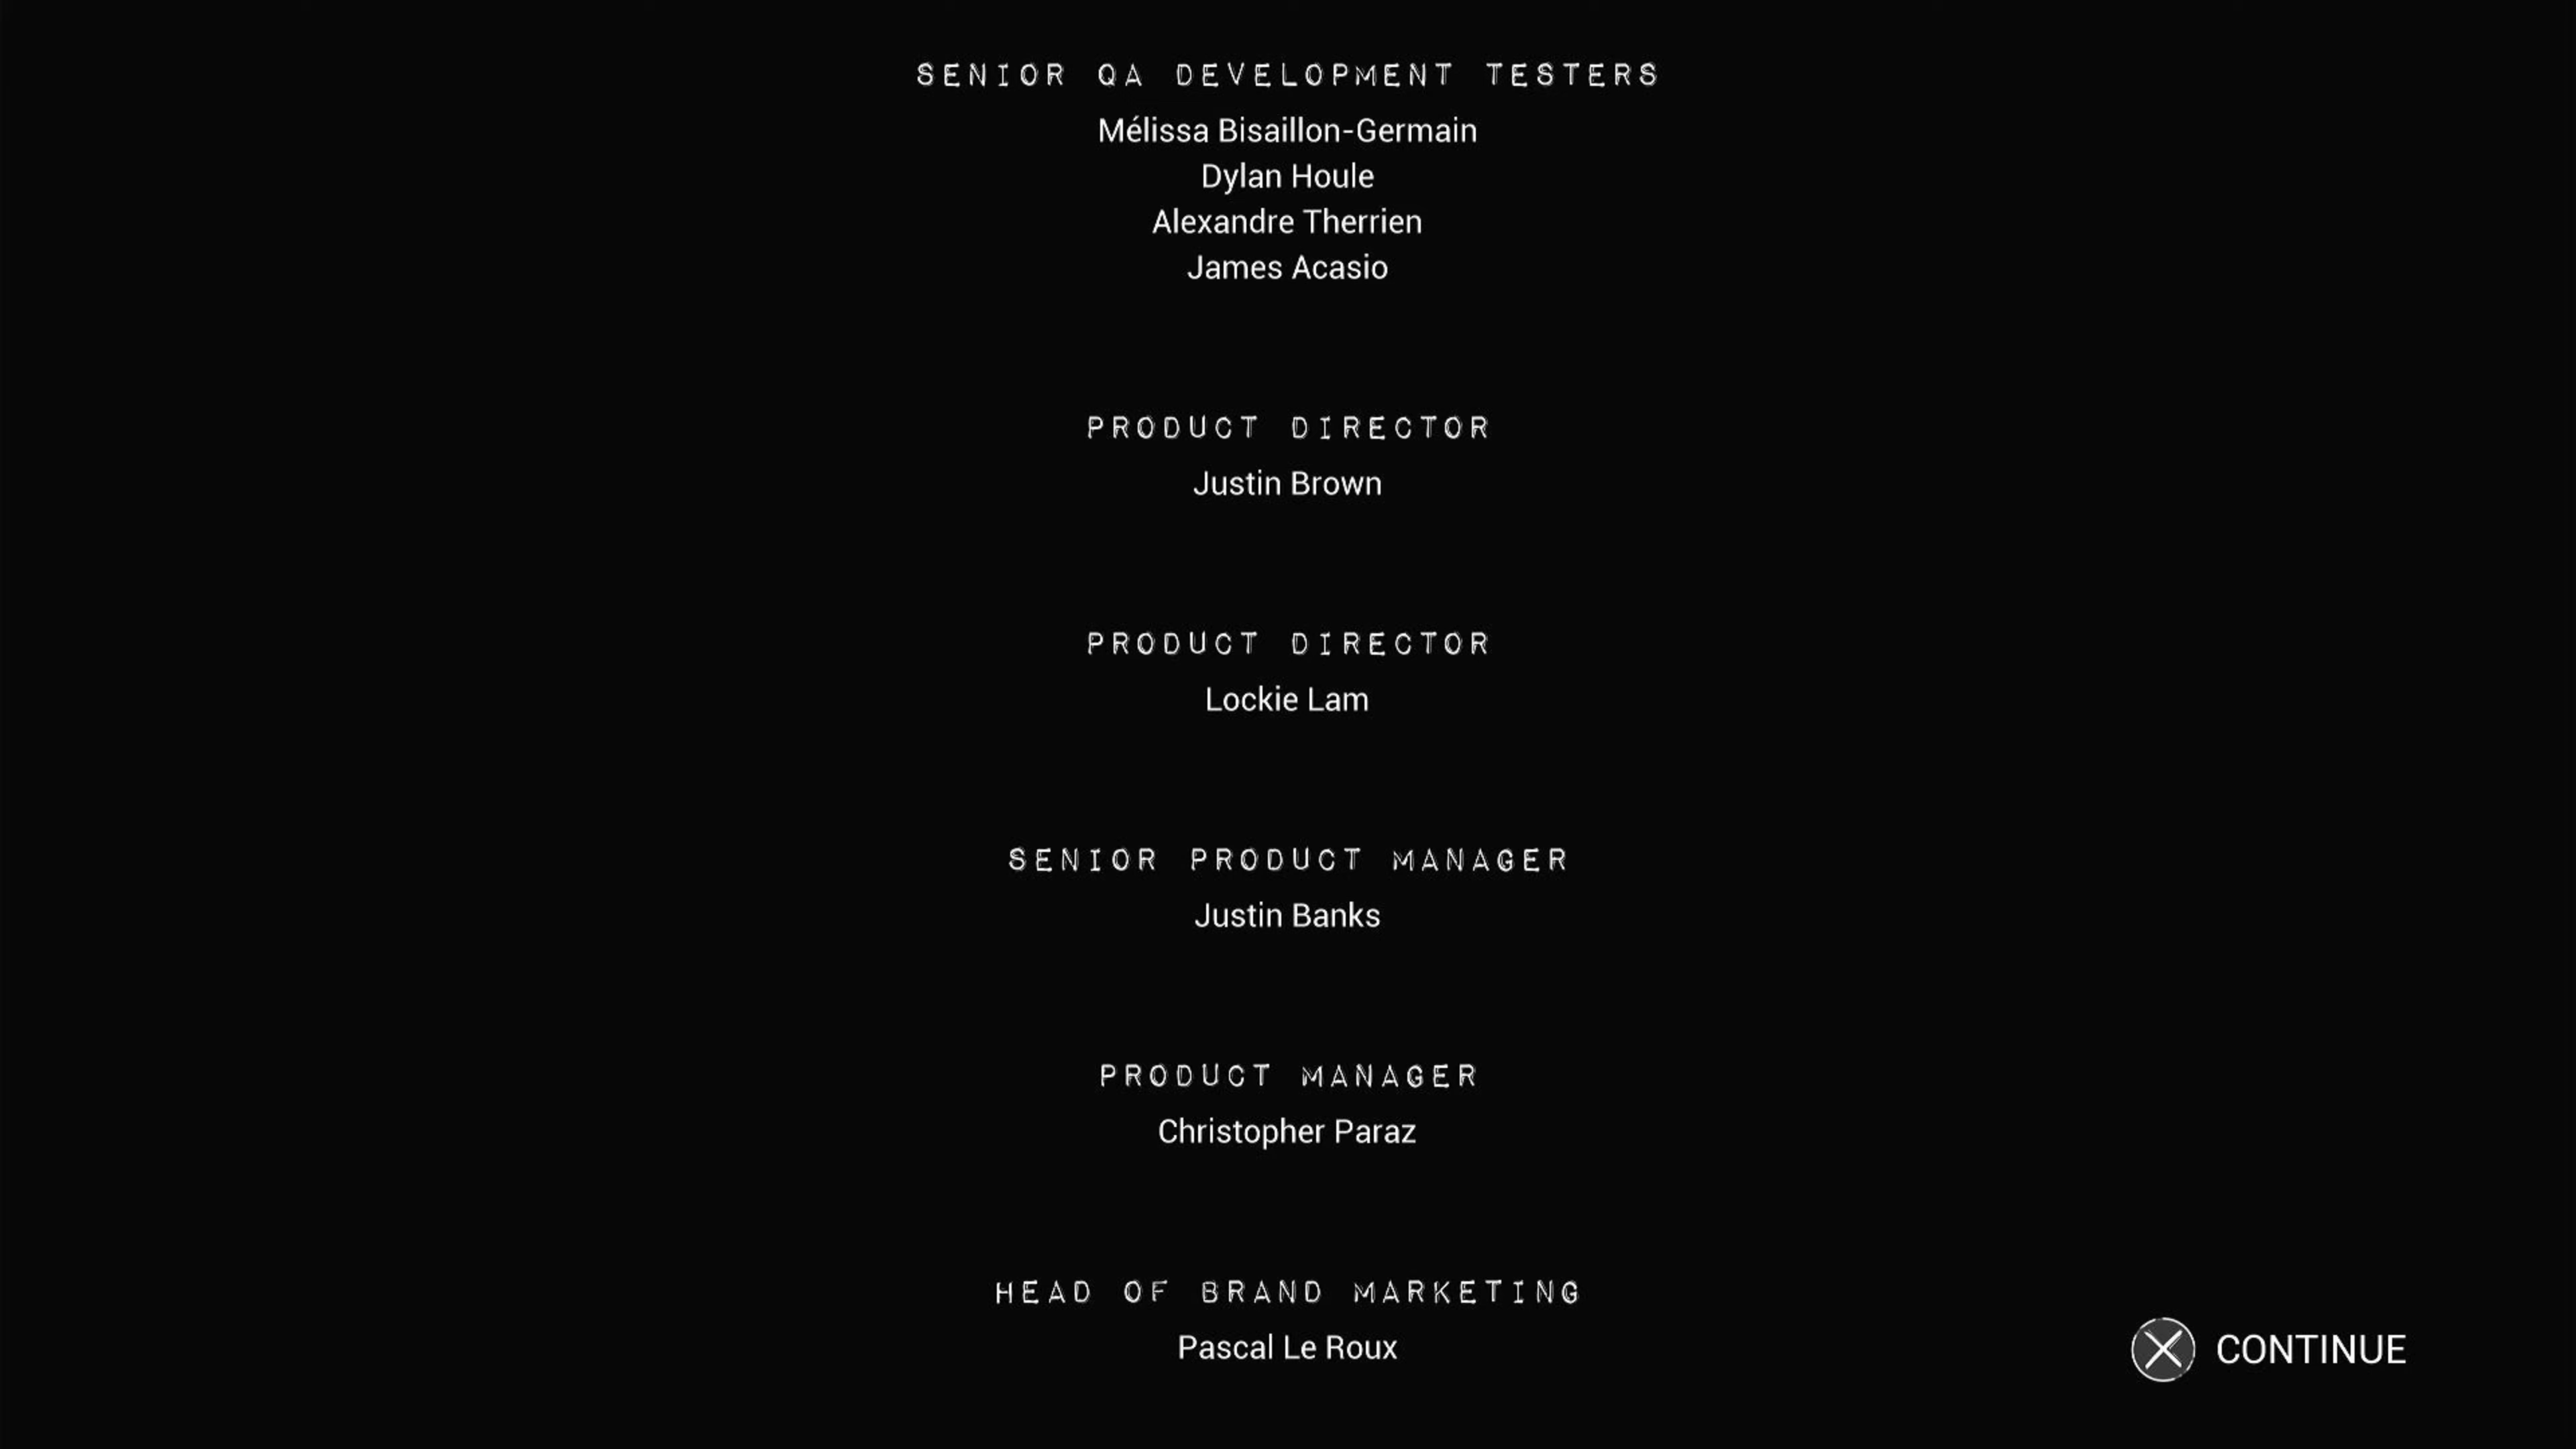 SENIOR QA DEVELOPMENT TESTERS
Mélissa Bisaillon-Germain
Dylan Houle
Alexandre Therrien
James Acasio
PRODUCT DIRECTOR
Justin Brown
PRODUCT DIRECTOR
Lockie Lam
SENIOR PRODUCT MANAGER
Justin Banks
PRODUCT MANAGER
Christopher Paraz
HEAD OF BRAND MARKETING
Pascal Le Roux
CONTINUE